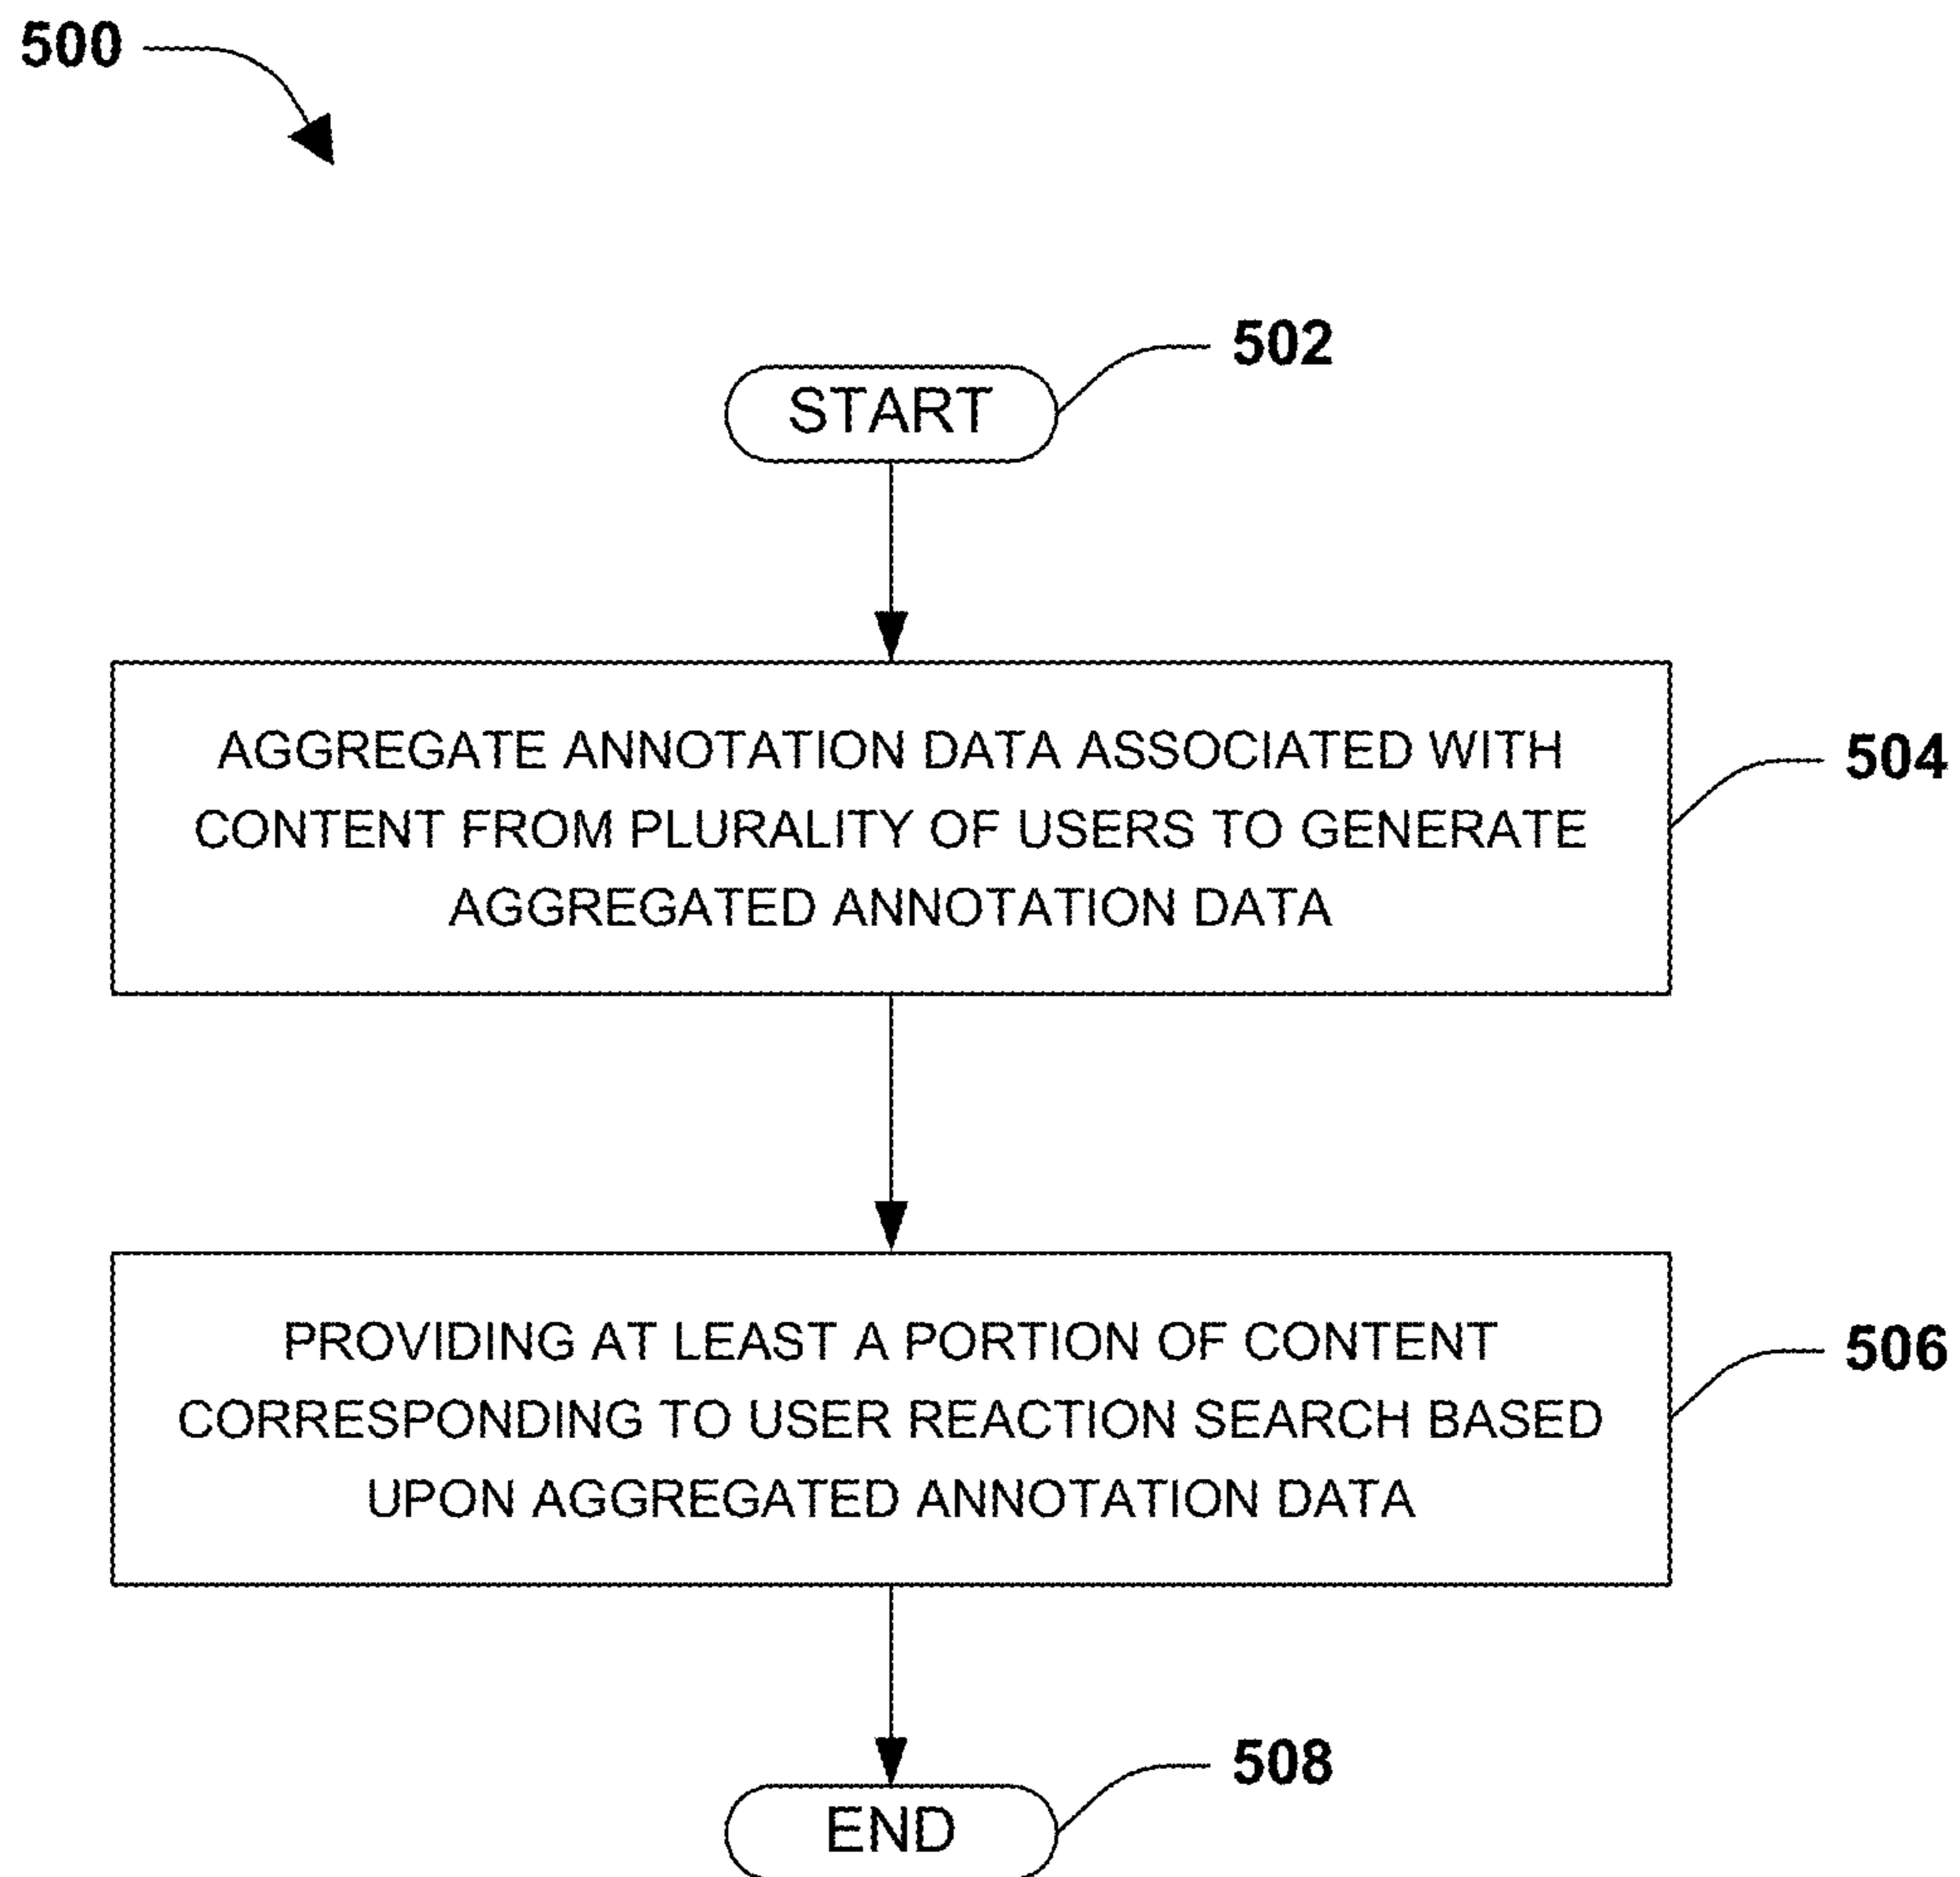 500
502
START
AGGREGATE ANNOTATION DATA ASSOCIATED WITH
CONTENT FROM PLURALITY OF USERS TO GENERATE
AGGREGATED ANNOTATION DATA
504
PROVIDING AT LEAST A PORTION OF CONTENT
CORRESPONDING TO USER REACTION SEARCH BASED
UPON AGGREGATED ANNOTATION DATA
506
508
END